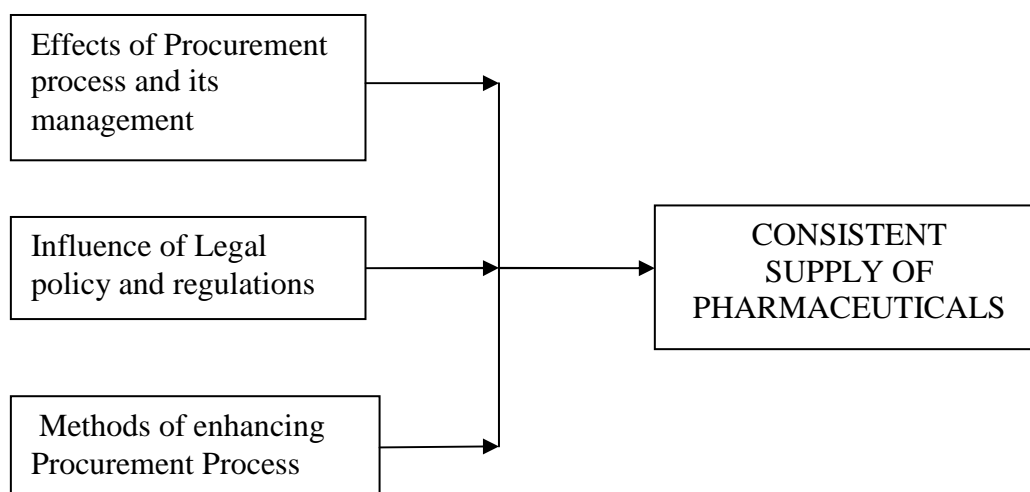 Effects of Procurement
process and its
management
Influence of Legal
policy and regulations
CONSISTENT
SUPPLY OF
PHARMACEUTICALS
Methods of enhancing
Procurement Process